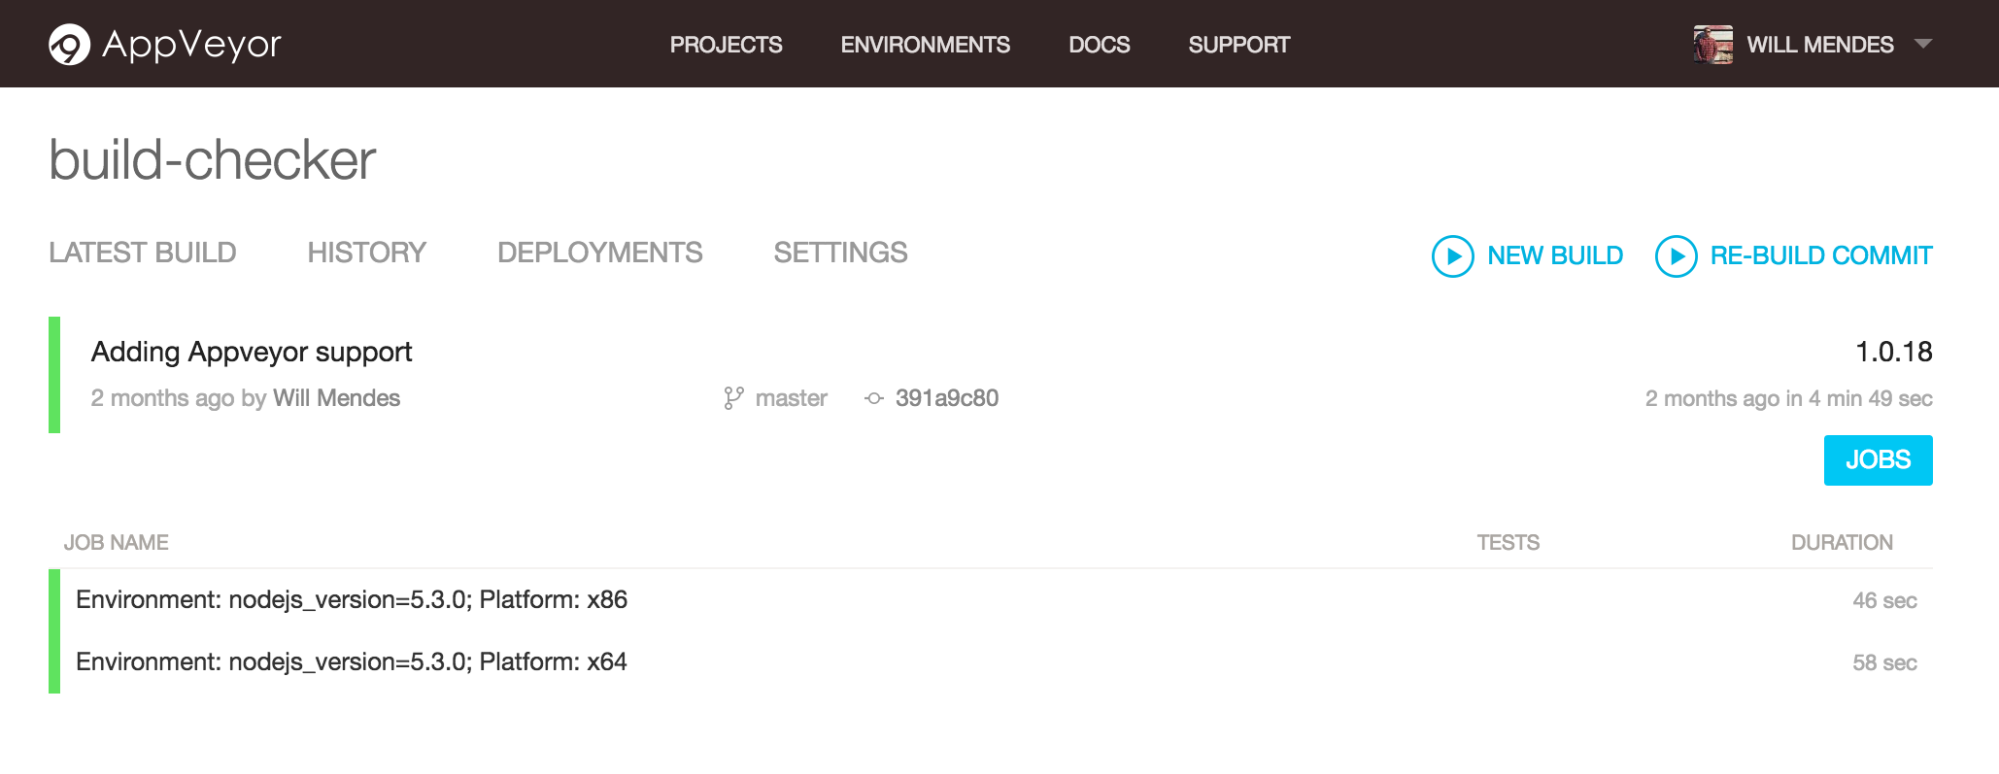 AppVeyor PROJECTS ENVIRONMENTS DOCS SUPPORT WILL MENDES
build-checker
LATEST BUILD HISTORY DEPLOYMENTS SETTINGS NEW BUILD RE-BUILD COMMIT
Adding Appveyor support 1.0.18
2 months ago by Will Mendes master 391a9c80 2 months ago in 4 min 49 sec
JOBS
JOB NAME TESTS DURATION
Environment: nodejs_version=5.3.0; Platform: x86 46 sec
Environment: nodejs_version=5.3.0; Platform: x64 58 sec